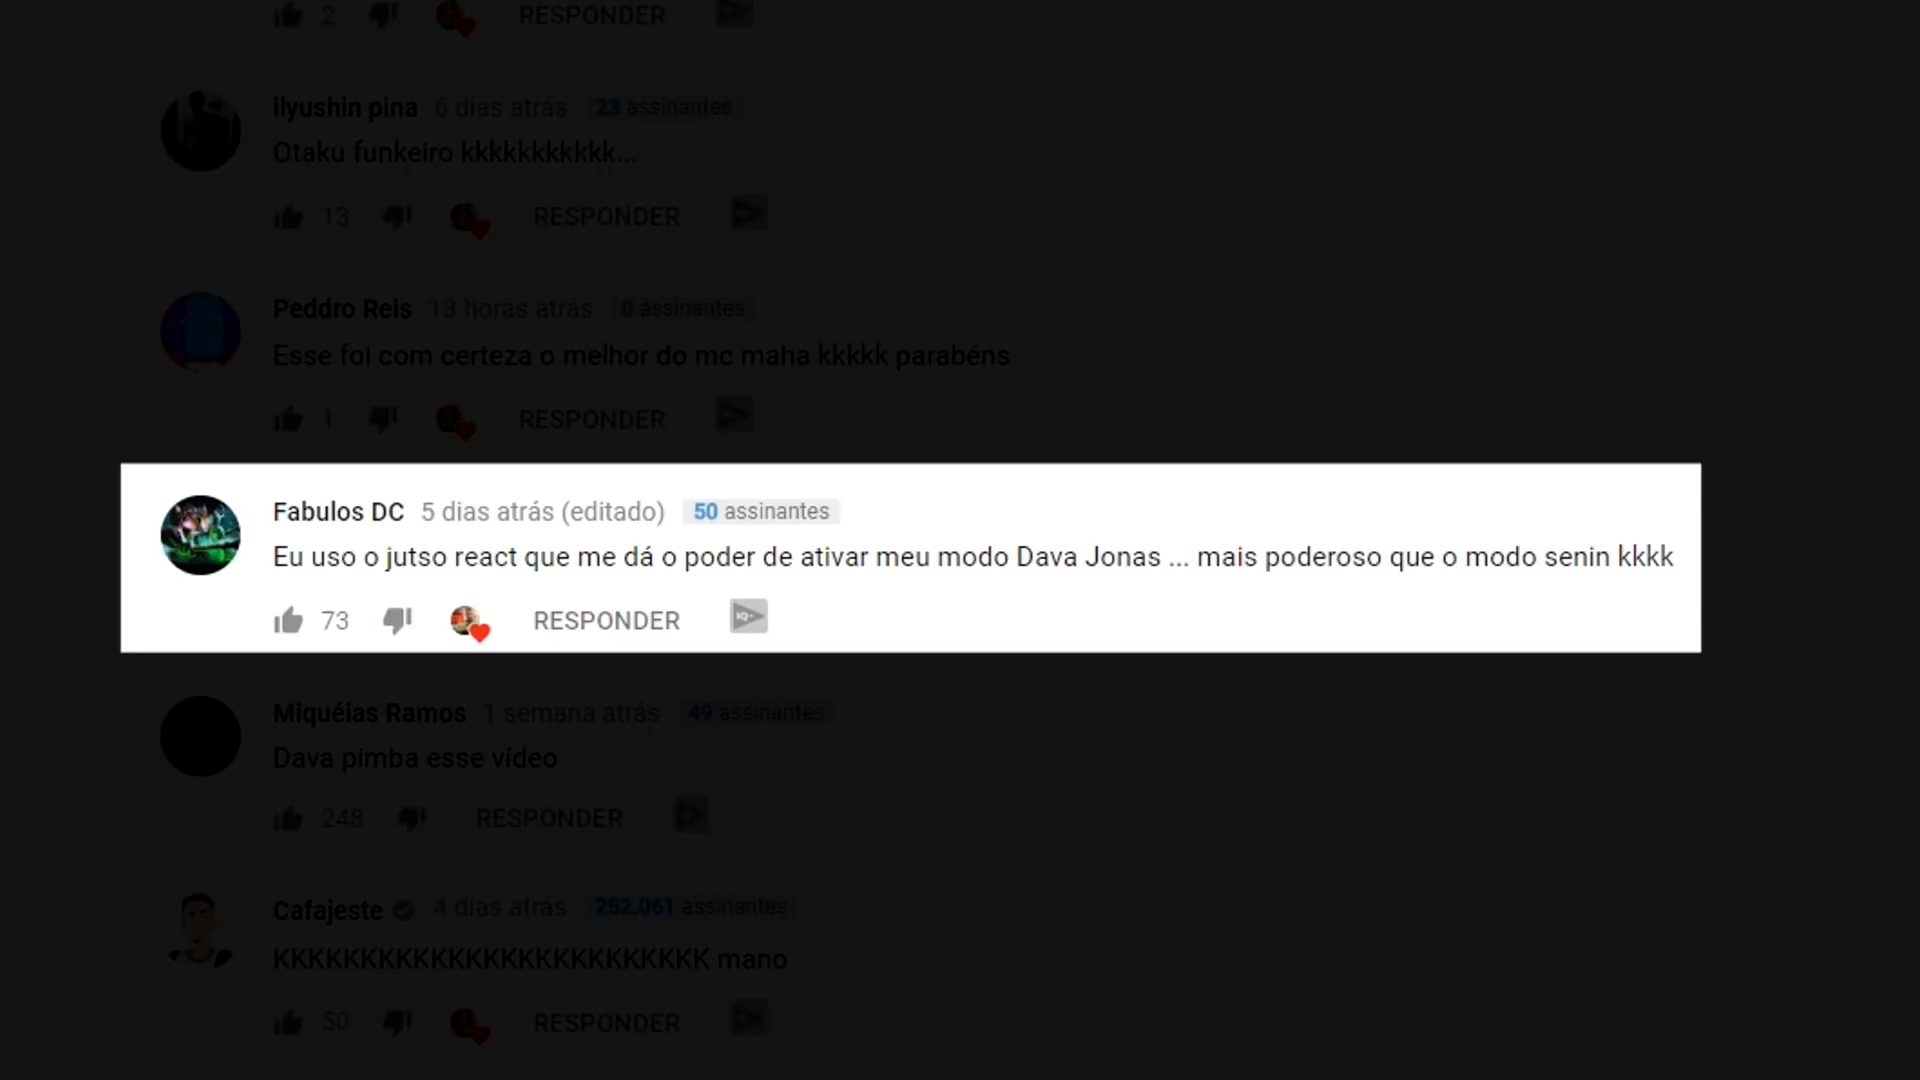 2 RESPONDER
ilyushin pina 6 dias atrás 23 assinantes
Otaku funkeiro kkkkkkkkkkk...
13 RESPONDER
Peddro Reis 13 horas atrás 0 assinantes
Esse foi com certeza o melhor do mc maha kkkkk parabéns
1 RESPONDER
Fabulos DC 5 dias atrás (editado) 50 assinantes
Eu uso o jutso react que me dá o poder de ativar meu modo Dava Jonas ... mais poderoso que o modo senin kkkk
73 RESPONDER
Miquéias Ramos 1 semana atrás 49 assinantes
Dava pimba esse vídeo
248 RESPONDER
Cafajeste 4 dias atrás 252.061 assinantes
KKKKKKKKKKKKKKKKKKKKKKKKK mano
50 RESPONDER